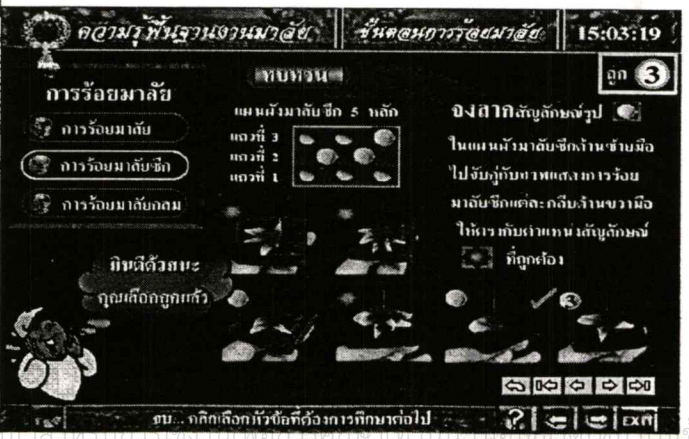 ความรู้พื้นฐานงานมาลัย
ขั้นตอนการร้อยมาลัย
15:03:19
การร้อยมาลัย
การร้อยมาลัย
การร้อยมาลัยซีก
การร้อยมาลัยกลม
ยินดีด้วยนะ
คุณเลือกถูกแล้ว
ทบทวน
แผนผังมาลัยซีก 5 หลัก
แถวที่ 3
แถวที่ 2
แถวที่ 1
ถูก 3
จงลากสัญลักษณ์รูป
ในแผนผังมาลัยซีกด้านซ้ายมือ
ไปจับคู่กับภาพแสดงการร้อย
มาลัยซีกแต่ละกลีบด้านขวามือ
ให้ตรงกับตำแหน่งสัญลักษณ์
ที่ถูกต้อง
3
จบ... คลิกเลือกหัวข้อที่ต้องการศึกษาต่อไป
? EXIT